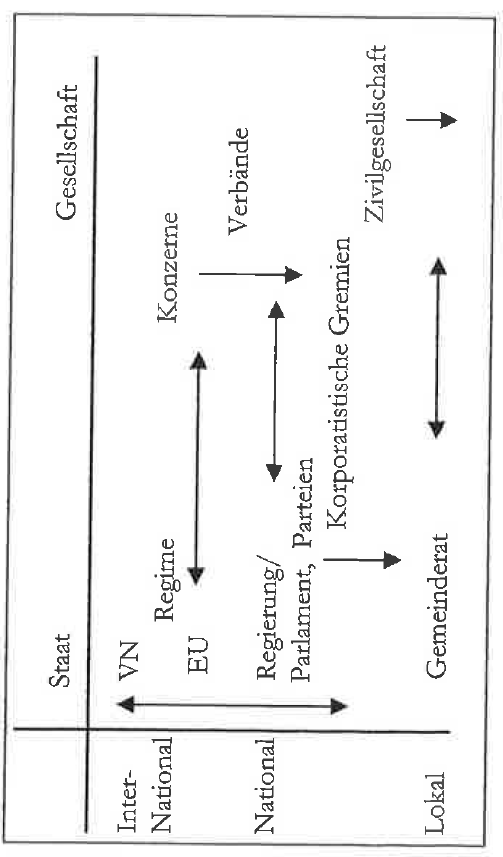 Staat Gesellschaft
Inter-
National
VN
Regime
EU
Konzerne
National
Regierung/
Parlament, Parteien
Verbände
Korporatistische Gremien
Zivilgesellschaft
Lokal
Gemeinderat